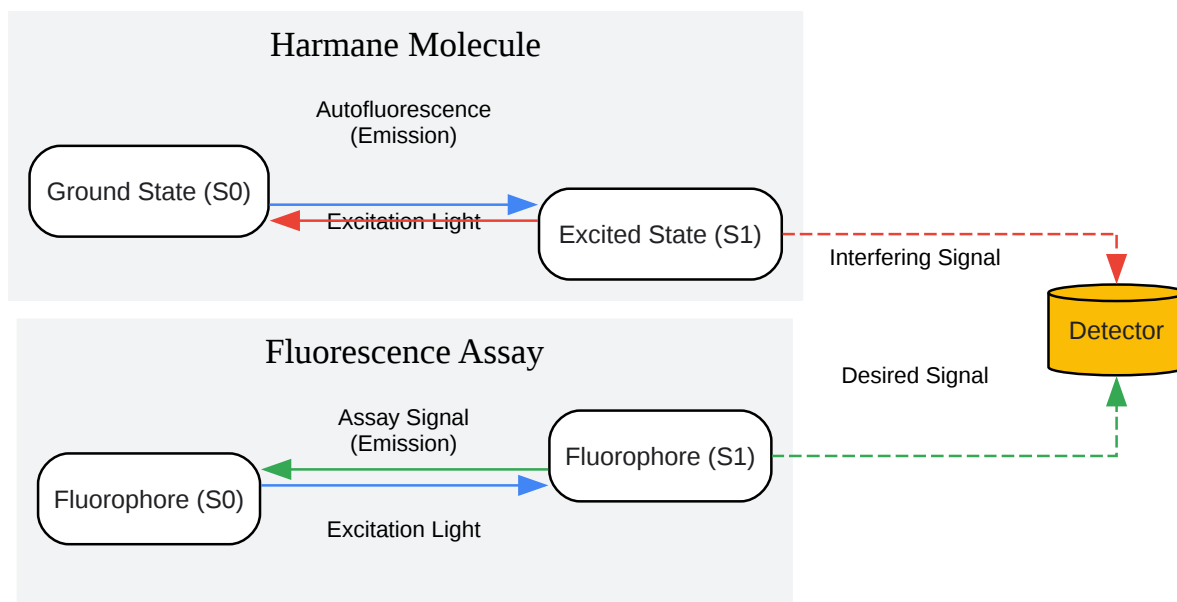 Harmane Molecule
Autofluorescence
(Emission)
Ground State (S0)
Excitation Light
Excited State (S1)
Interfering Signal
Detector
Fluorescence Assay
Desired Signal
Assay Signal
(Emission)
Fluorophore (S1)
Fluorophore (S0)
Excitation Light